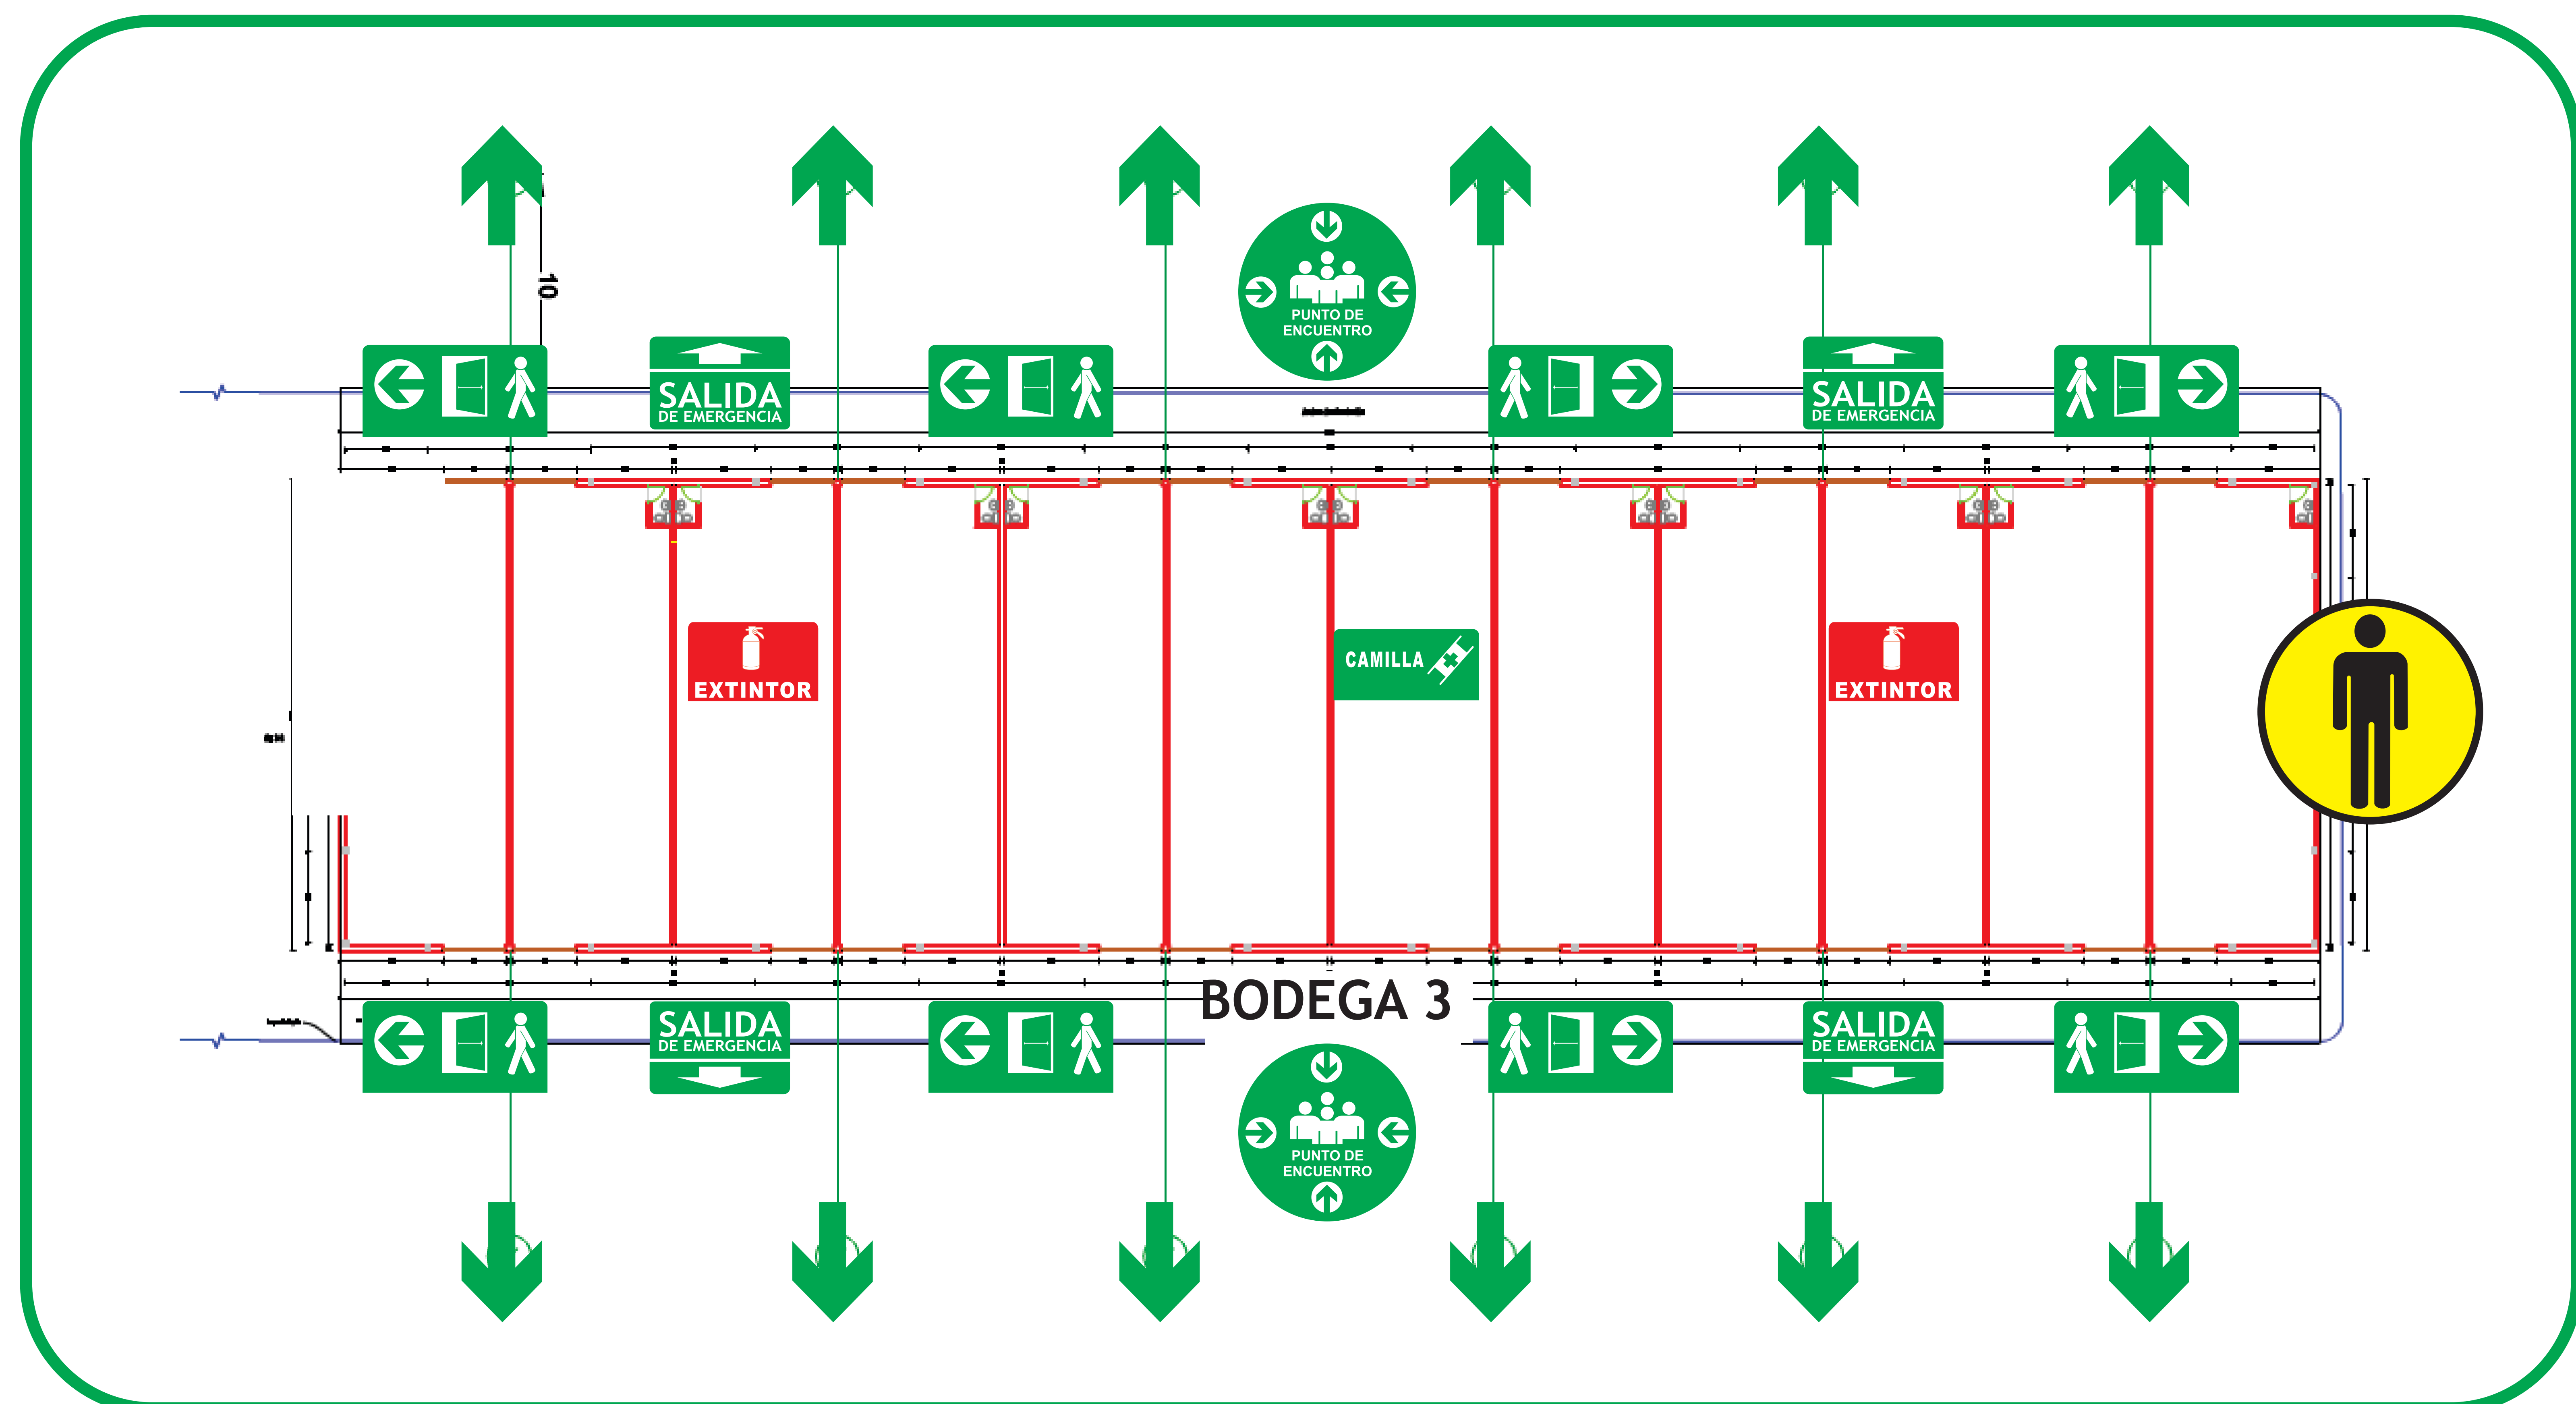 10
PUNTO DE
ENCUENTRO
SALIDA
DE EMERGENCIA
SALIDA
DE EMERGENCIA
EXTINTOR
CAMILLA
EXTINTOR
BODEGA 3
SALIDA
DE EMERGENCIA
SALIDA
DE EMERGENCIA
PUNTO DE
ENCUENTRO